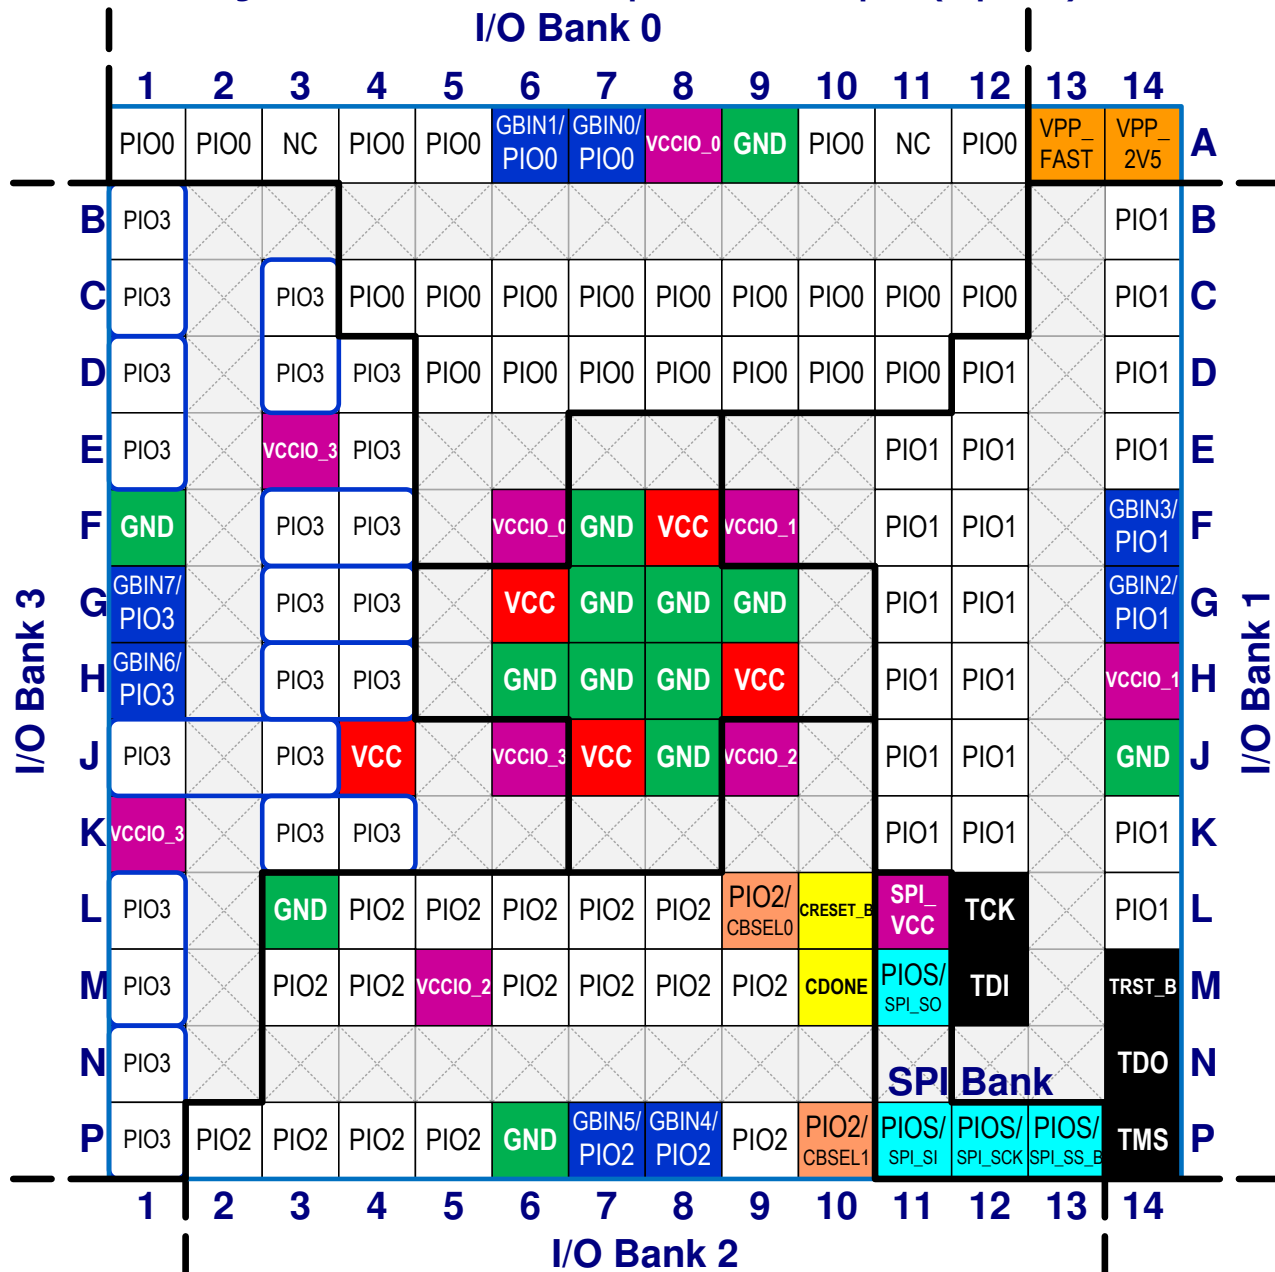 I/O Bank 0
1 2 3 4 5 6 7 8 9 10 11 12 13 14
PIO0 PIO0 NC PIO0 PIO0 GBIN1/ PIO0 GBIN0/ PIO0 VCCIO_0 GND PIO0 NC PIO0 VPP_ FAST VPP_ 2V5 A
B PIO3 PIO1 B
C PIO3 PIO3 PIO0 PIO0 PIO0 PIO0 PIO0 PIO0 PIO0 PIO0 PIO0 PIO1 C
D PIO3 PIO3 PIO3 PIO0 PIO0 PIO0 PIO0 PIO0 PIO0 PIO0 PIO1 PIO1 D
E PIO3 VCCIO_3 PIO3 PIO1 PIO1 PIO1 E
F GND PIO3 PIO3 VCCIO_0 GND VCC VCCIO_1 PIO1 PIO1 GBIN3/ PIO1 F
G GBIN7/ PIO3 PIO3 PIO3 VCC GND GND GND PIO1 PIO1 GBIN2/ PIO1 G
H GBIN6/ PIO3 PIO3 PIO3 GND GND GND VCC PIO1 PIO1 VCCIO_1 H
J PIO3 PIO3 VCC VCCIO_3 VCC GND VCCIO_2 PIO1 PIO1 GND J
K VCCIO_3 PIO3 PIO3 PIO1 PIO1 PIO1 K
L PIO3 GND PIO2 PIO2 PIO2 PIO2 PIO2 PIO2/ CBSEL0 CRESET_B SPI_ VCC TCK PIO1 L
M PIO3 PIO2 PIO2 VCCIO_2 PIO2 PIO2 PIO2 PIO2 CDONE PIOS/ SPI_SO TDI TRST_B M
N PIO3 SPI Bank TDO N
P PIO3 PIO2 PIO2 PIO2 PIO2 GND GBIN5/ PIO2 GBIN4/ PIO2 PIO2 PIO2/ CBSEL1 PIOS/ SPI_SI PIOS/ SPI_SCK PIOS/ SPI_SS_B TMS P
1 2 3 4 5 6 7 8 9 10 11 12 13 14
I/O Bank 2
I/O Bank 3
I/O Bank 1